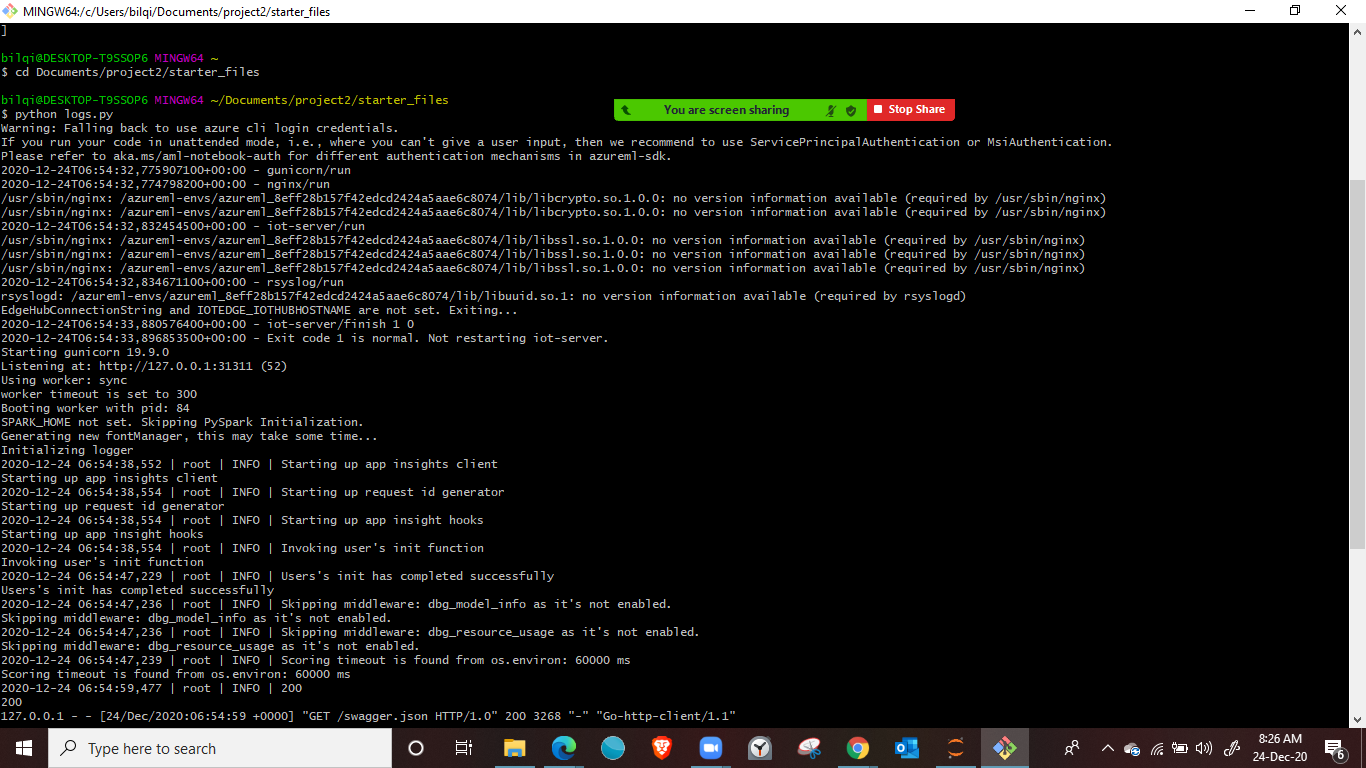 MINGW64:/c/Users/bilqi/Documents/project2/starter_files
]
bilqi@DESKTOP-T9SSOP6 MINGW64 ~
$ cd Documents/project2/starter_files
bilqi@DESKTOP-T9SSOP6 MINGW64 ~/Documents/project2/starter_files
You are screen sharing
Stop Share
$ python logs.py
Warning: Falling back to use azure cli login credentials.
If you run your code in unattended mode, i.e., where you can't give a user input, then we recommend to use ServicePrincipalAuthentication or MsiAuthentication.
Please refer to aka.ms/aml-notebook-auth for different authentication mechanisms in azureml-sdk.
2020-12-24T06:54:32,775907100+00:00 - gunicorn/run
2020-12-24T06:54:32,774798200+00:00 - nginx/run
/usr/sbin/nginx: /azureml-envs/azureml_8eff28b157f42edcd2424a5aae6c8074/lib/libcrypto.so.1.0.0: no version information available (required by /usr/sbin/nginx)
/usr/sbin/nginx: /azureml-envs/azureml_8eff28b157f42edcd2424a5aae6c8074/lib/libcrypto.so.1.0.0: no version information available (required by /usr/sbin/nginx)
2020-12-24T06:54:32,832454500+00:00 - iot-server/run
/usr/sbin/nginx: /azureml-envs/azureml_8eff28b157f42edcd2424a5aae6c8074/lib/libssl.so.1.0.0: no version information available (required by /usr/sbin/nginx)
/usr/sbin/nginx: /azureml-envs/azureml_8eff28b157f42edcd2424a5aae6c8074/lib/libssl.so.1.0.0: no version information available (required by /usr/sbin/nginx)
/usr/sbin/nginx: /azureml-envs/azureml_8eff28b157f42edcd2424a5aae6c8074/lib/libssl.so.1.0.0: no version information available (required by /usr/sbin/nginx)
2020-12-24T06:54:32,834671100+00:00 - rsyslog/run
rsyslogd: /azureml-envs/azureml_8eff28b157f42edcd2424a5aae6c8074/lib/libuuid.so.1: no version information available (required by rsyslogd)
EdgeHubConnectionString and IOTEDGE_IOTHUBHOSTNAME are not set. Exiting...
2020-12-24T06:54:33,880576400+00:00 - iot-server/finish 1 0
2020-12-24T06:54:33,896853500+00:00 - Exit code 1 is normal. Not restarting iot-server.
Starting gunicorn 19.9.0
Listening at: http://127.0.0.1:31311 (52)
Using worker: sync
worker timeout is set to 300
Booting worker with pid: 84
SPARK_HOME not set. Skipping PySpark Initialization.
Generating new fontManager, this may take some time...
Initializing logger
2020-12-24 06:54:38,552 | root | INFO | Starting up app insights client
Starting up app insights client
2020-12-24 06:54:38,554 | root | INFO | Starting up request id generator
Starting up request id generator
2020-12-24 06:54:38,554 | root | INFO | Starting up app insight hooks
Starting up app insight hooks
2020-12-24 06:54:38,554 | root | INFO | Invoking user's init function
Invoking user's init function
2020-12-24 06:54:47,229 | root | INFO | Users's init has completed successfully
Users's init has completed successfully
2020-12-24 06:54:47,236 | root | INFO | Skipping middleware: dbg_model_info as it's not enabled.
Skipping middleware: dbg_model_info as it's not enabled.
2020-12-24 06:54:47,236 | root | INFO | Skipping middleware: dbg_resource_usage as it's not enabled.
Skipping middleware: dbg_resource_usage as it's not enabled.
2020-12-24 06:54:47,239 | root | INFO | Scoring timeout is found from os.environ: 60000 ms
Scoring timeout is found from os.environ: 60000 ms
2020-12-24 06:54:59,477 | root | INFO | 200
200
127.0.0.1 - - [24/Dec/2020:06:54:59 +0000] "GET /swagger.json HTTP/1.0" 200 3268 "-" "Go-http-client/1.1"
Type here to search
8:26 AM
24-Dec-20
6